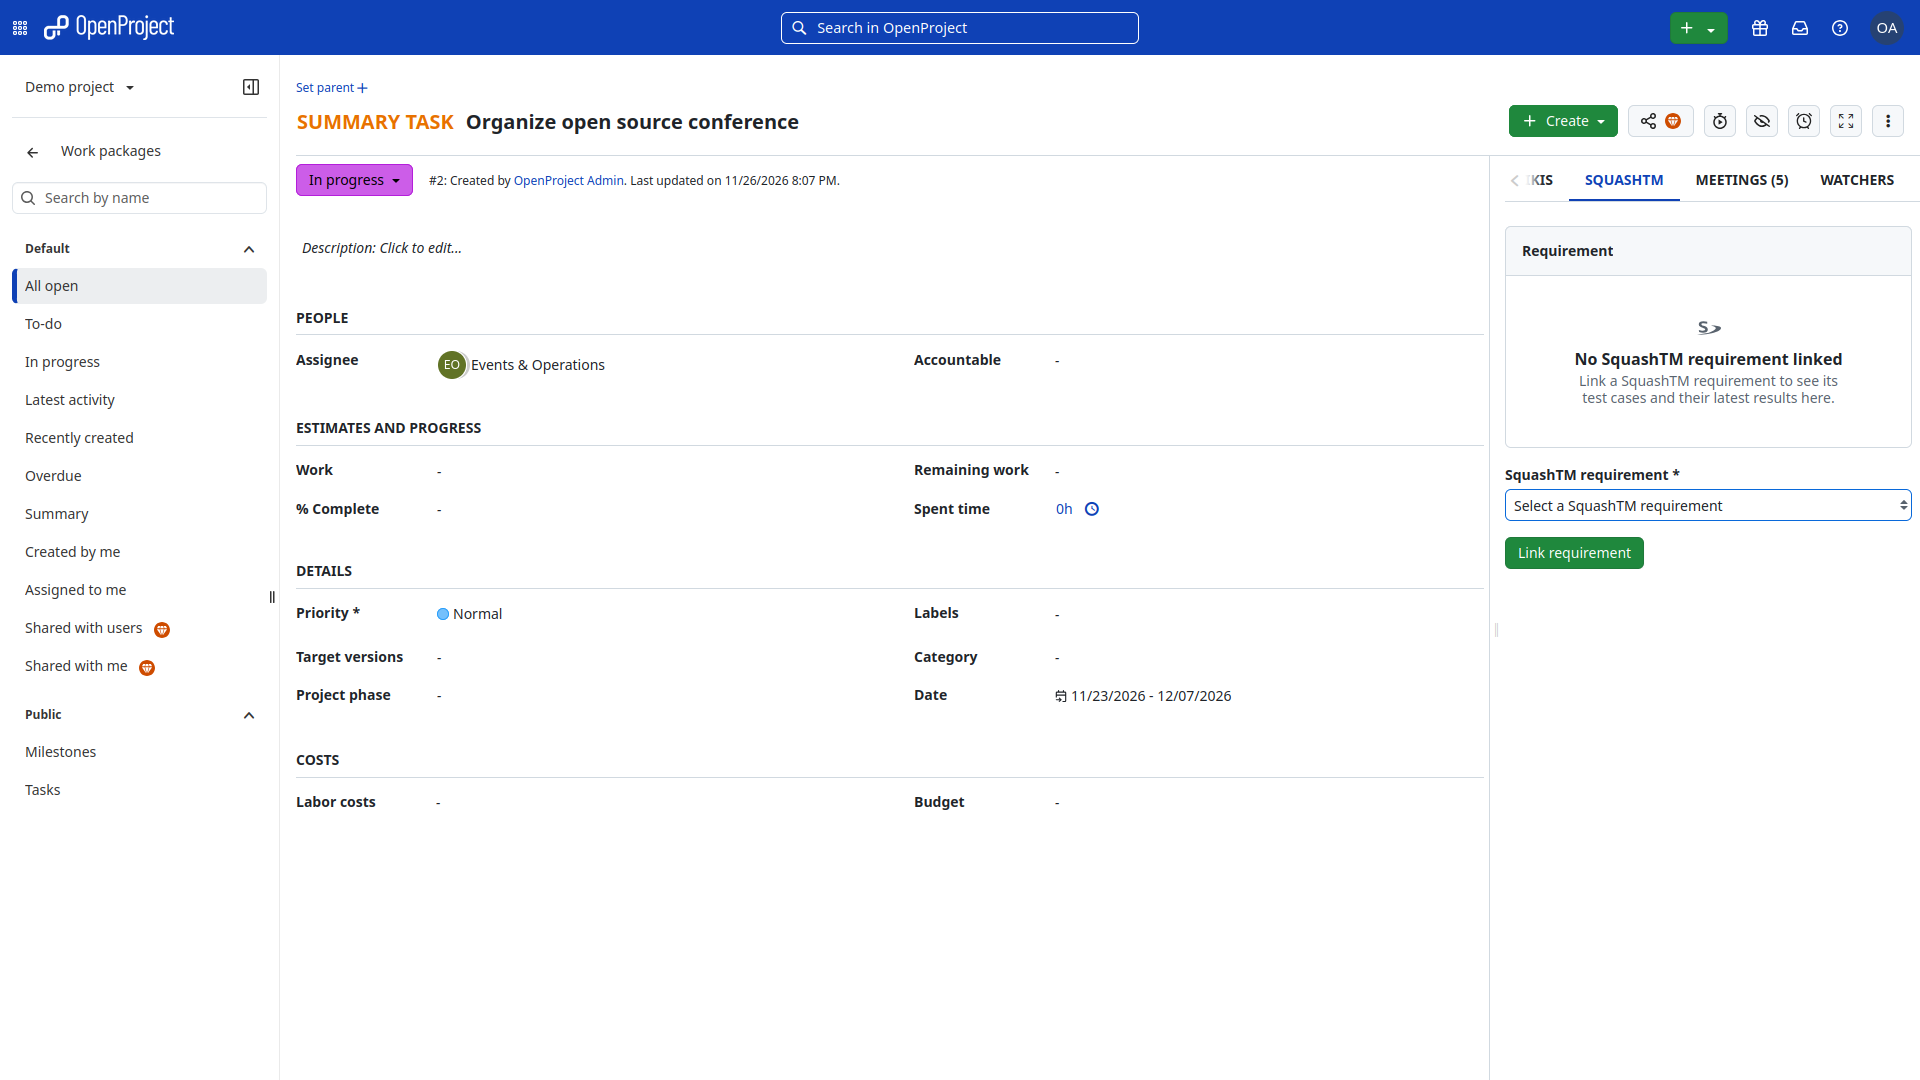 OpenProject
Search in OpenProject
OA
Demo project
Work packages
Search by name
Default
All open
To-do
In progress
Latest activity
Recently created
Overdue
Summary
Created by me
Assigned to me
Shared with users
Shared with me
Public
Milestones
Tasks
Set parent
SUMMARY TASK Organize open source conference
Create
In progress
#2: Created by OpenProject Admin. Last updated on 11/26/2026 8:07 PM.
Description: Click to edit...
PEOPLE
Assignee
EO Events & Operations
Accountable
-
ESTIMATES AND PROGRESS
Work
-
Remaining work
-
% Complete
-
Spent time
0h
DETAILS
Priority *
Normal
Labels
-
Target versions
-
Category
-
Project phase
-
Date
11/23/2026 - 12/07/2026
COSTS
Labor costs
-
Budget
-
KIS
SQUASHTM
MEETINGS (5)
WATCHERS
Requirement
No SquashTM requirement linked
Link a SquashTM requirement to see its
test cases and their latest results here.
SquashTM requirement *
Select a SquashTM requirement
Link requirement